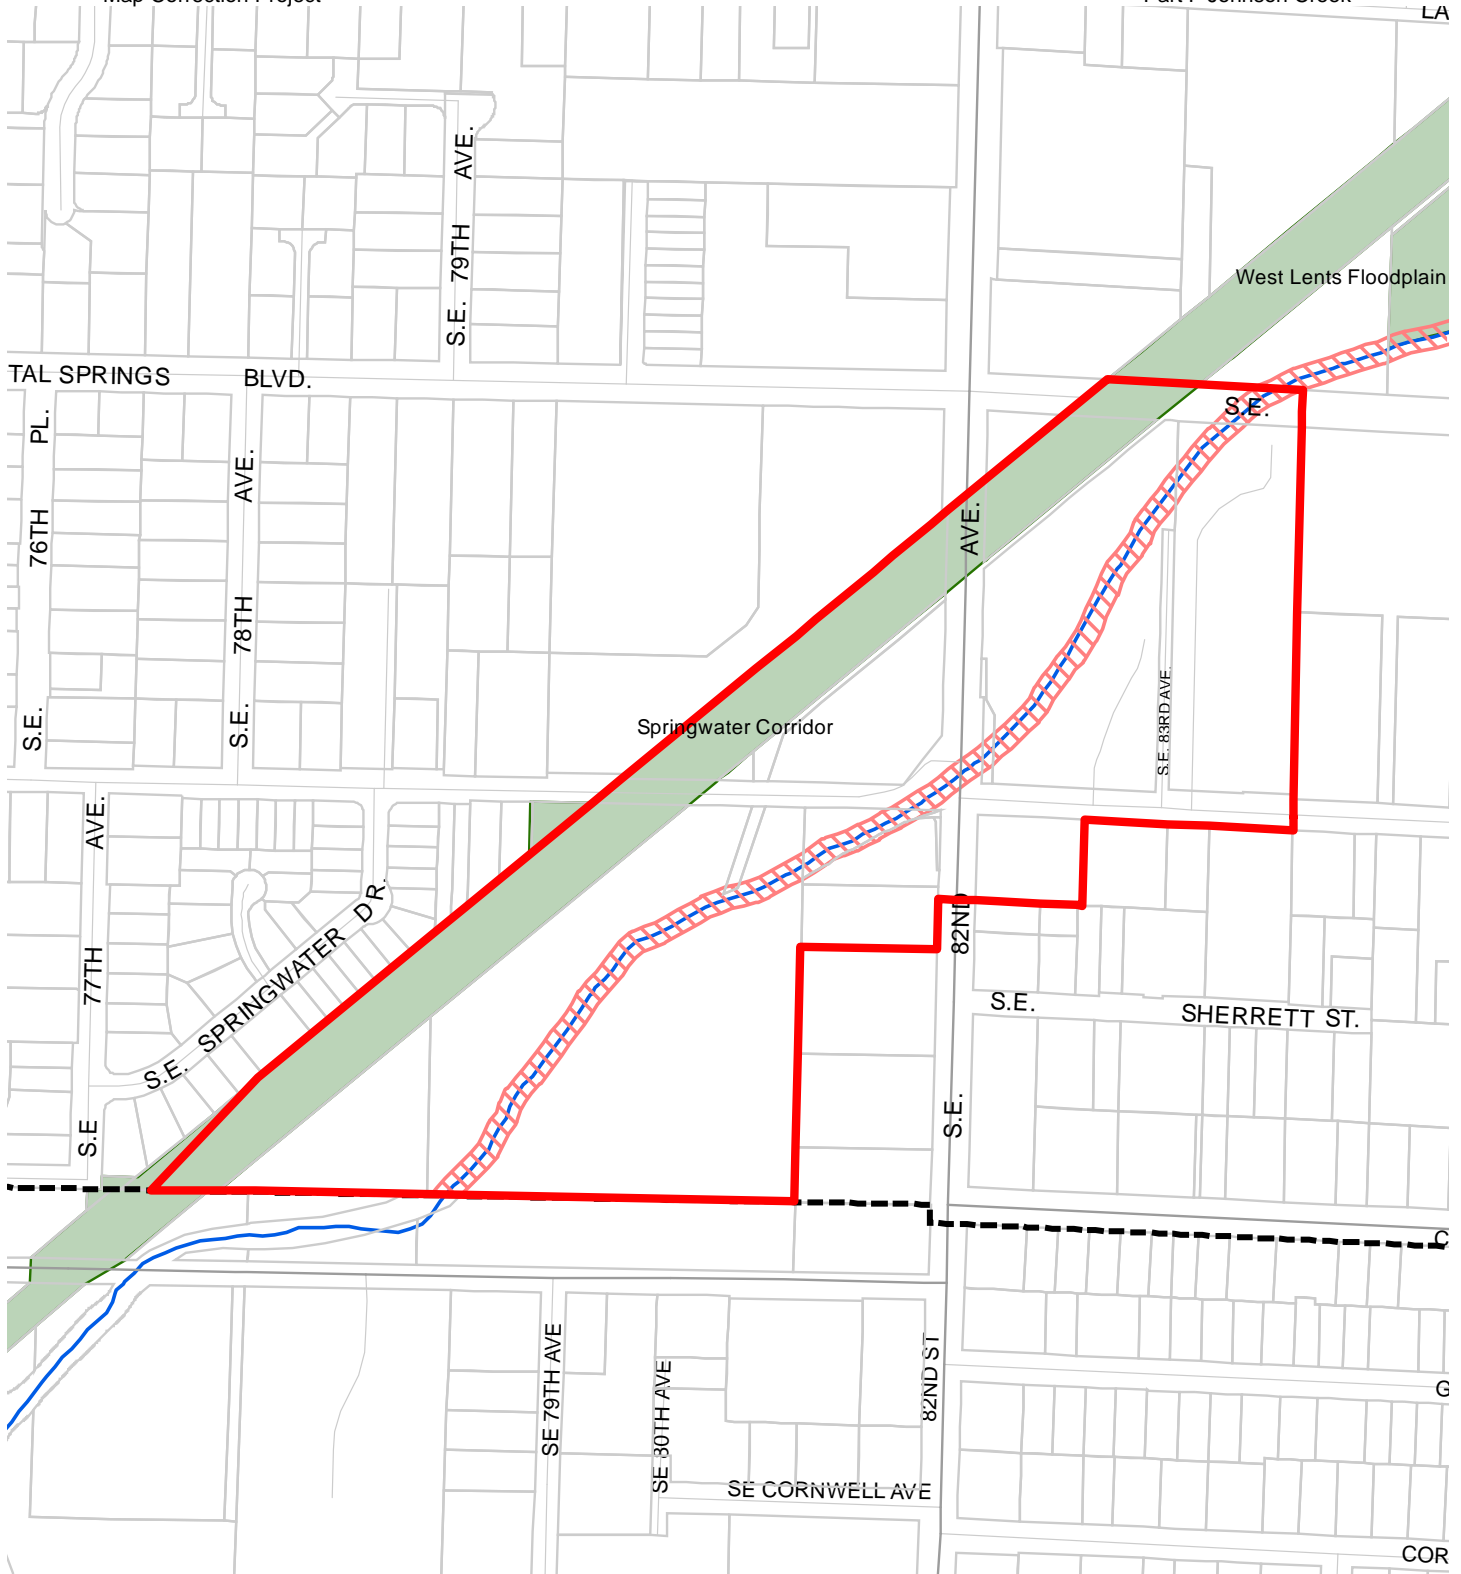 LA
AVE.
79TH
S.E.
West Lents Floodplain
TAL SPRINGS BLVD.
S.E.
PL.
76TH
S.E.
AVE.
78TH
S.E.
AVE.
Springwater Corridor
S.E. 83RD AVE.
AVE.
77TH
S.E
S.E. SPRINGWATER DR.
82ND
S.E.
S.E. SHERRETT ST.
C
SE 79TH AVE
SE 80TH AVE
82ND ST
G
SE CORNWELL AVE
COR